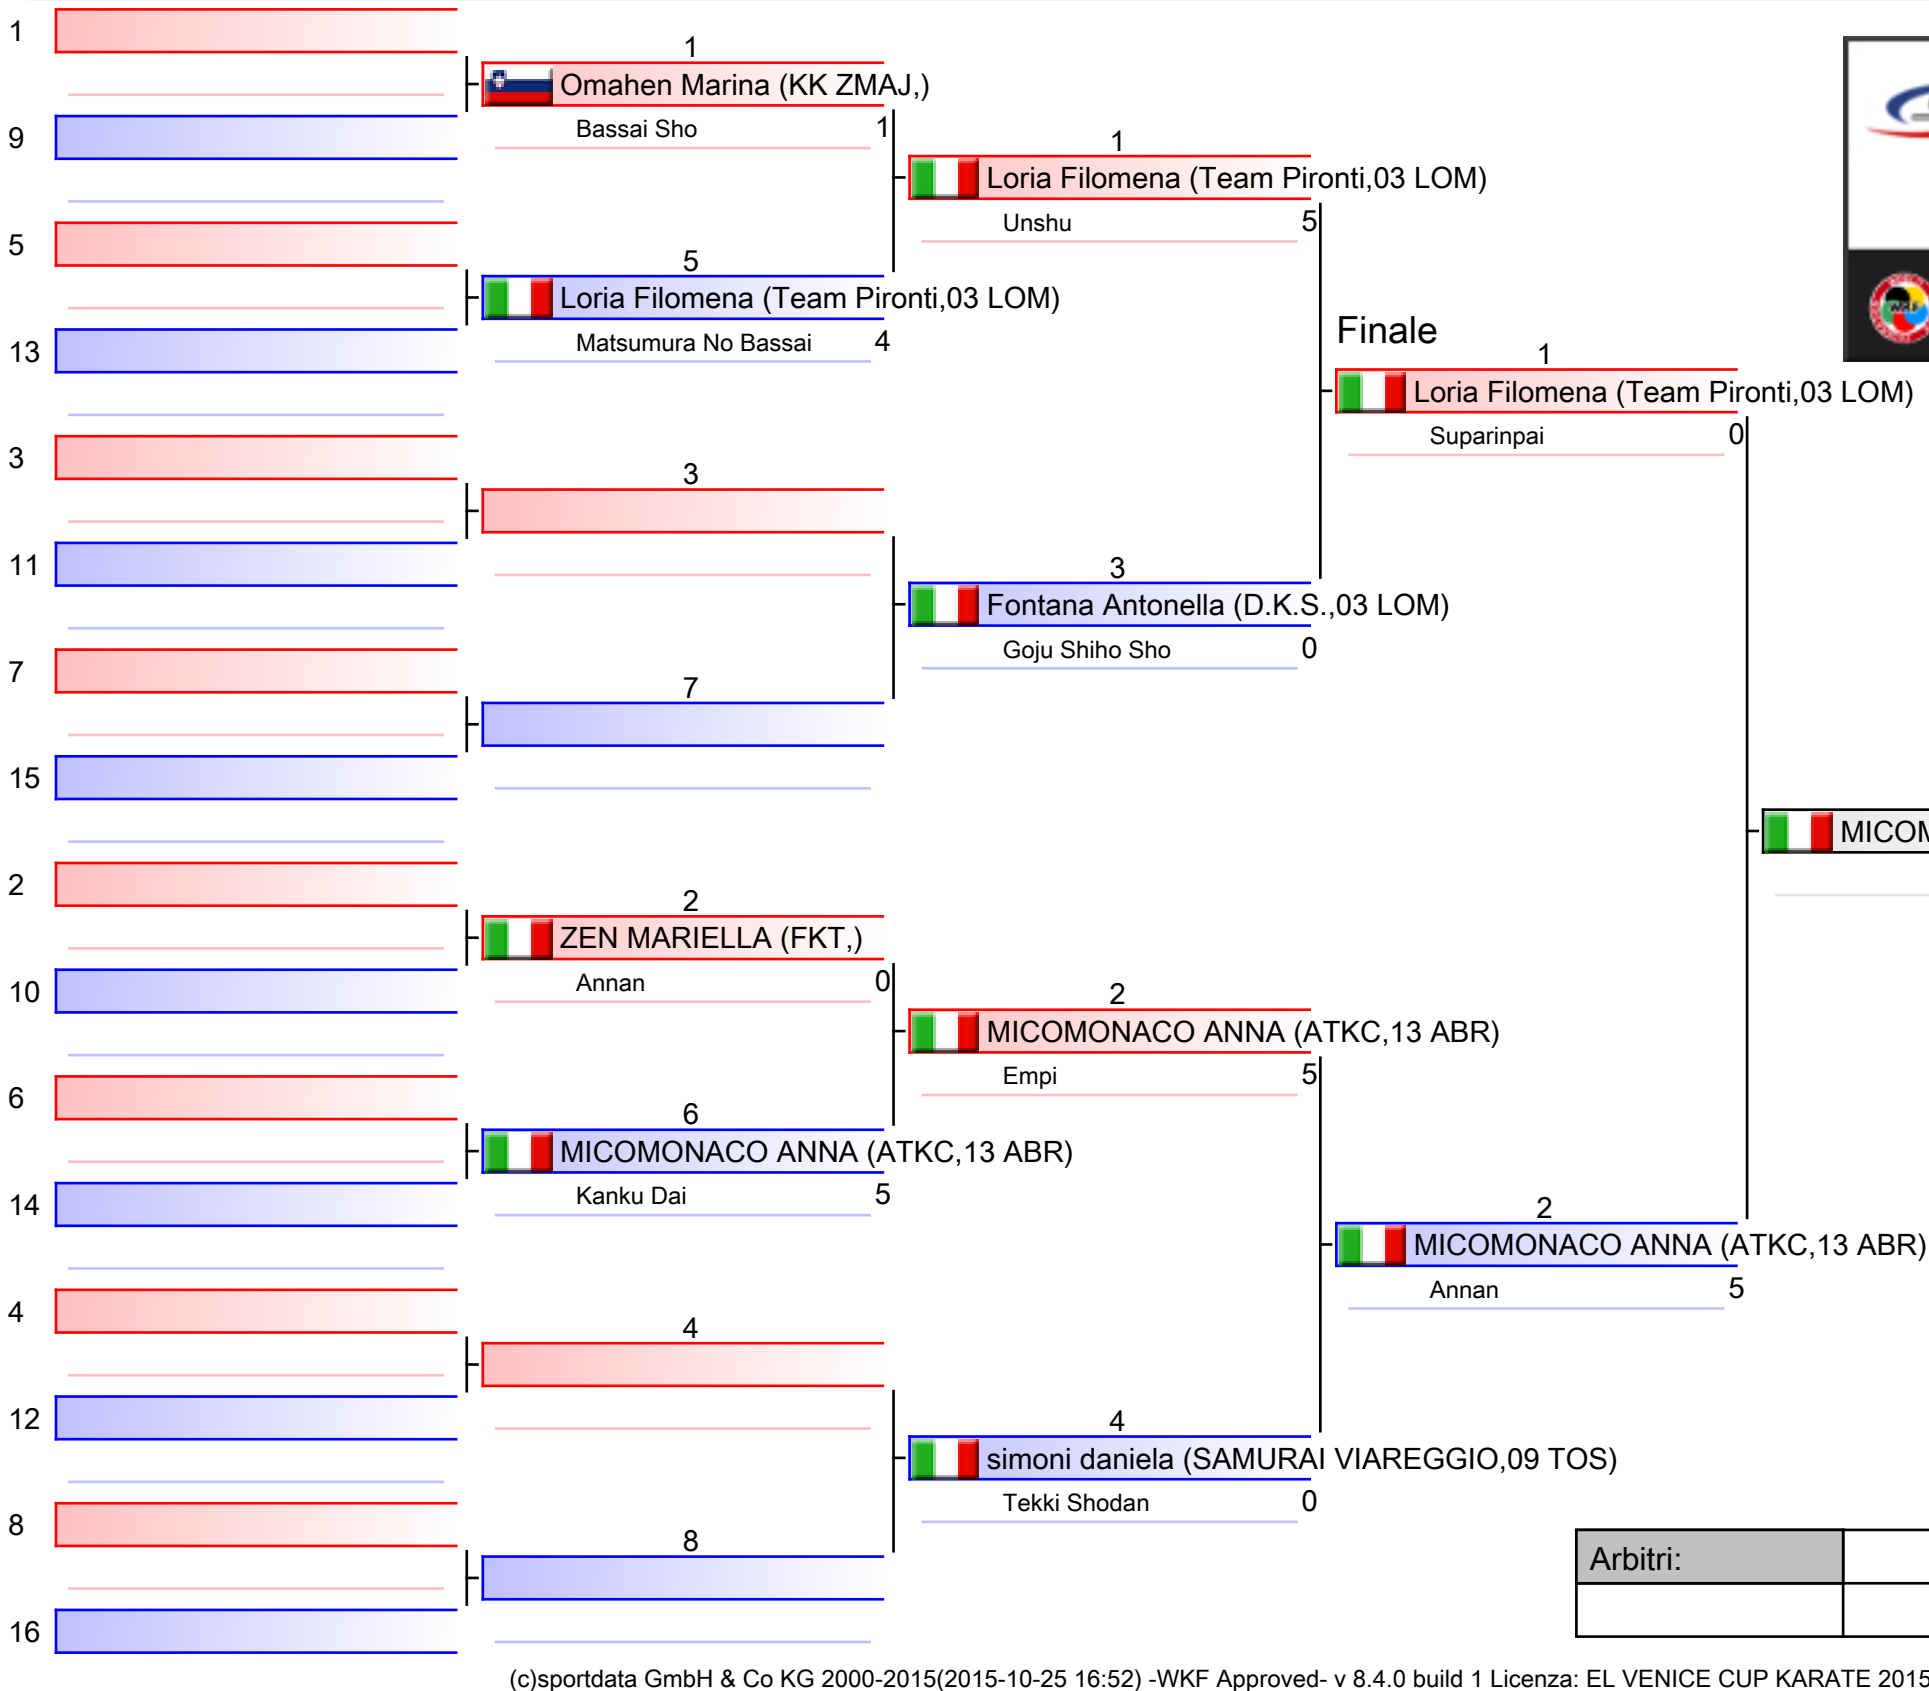 1
9
5
13
3
11
7
15
2
10
6
14
4
12
8
16
1
Omahen Marina (KK ZMAJ,)
Bassai Sho 1
5
Loria Filomena (Team Pironti,03 LOM)
Matsumura No Bassai 4
3
7
2
ZEN MARIELLA (FKT,)
Annan 0
6
MICOMONACO ANNA (ATKC,13 ABR)
Kanku Dai 5
4
8
1
Loria Filomena (Team Pironti,03 LOM)
Unshu 5
3
Fontana Antonella (D.K.S.,03 LOM)
Goju Shiho Sho 0
2
MICOMONACO ANNA (ATKC,13 ABR)
Empi 5
4
simoni daniela (SAMURAI VIAREGGIO,09 TOS)
Tekki Shodan 0
Finale
1
Loria Filomena (Team Pironti,03 LOM)
Suparinpai 0
2
MICOMONACO ANNA (ATKC,13 ABR)
Annan 5
MICOM
Arbitri:
(c)sportdata GmbH & Co KG 2000-2015(2015-10-25 16:52) -WKF Approved- v 8.4.0 build 1 Licenza: EL VENICE CUP KARATE 2015